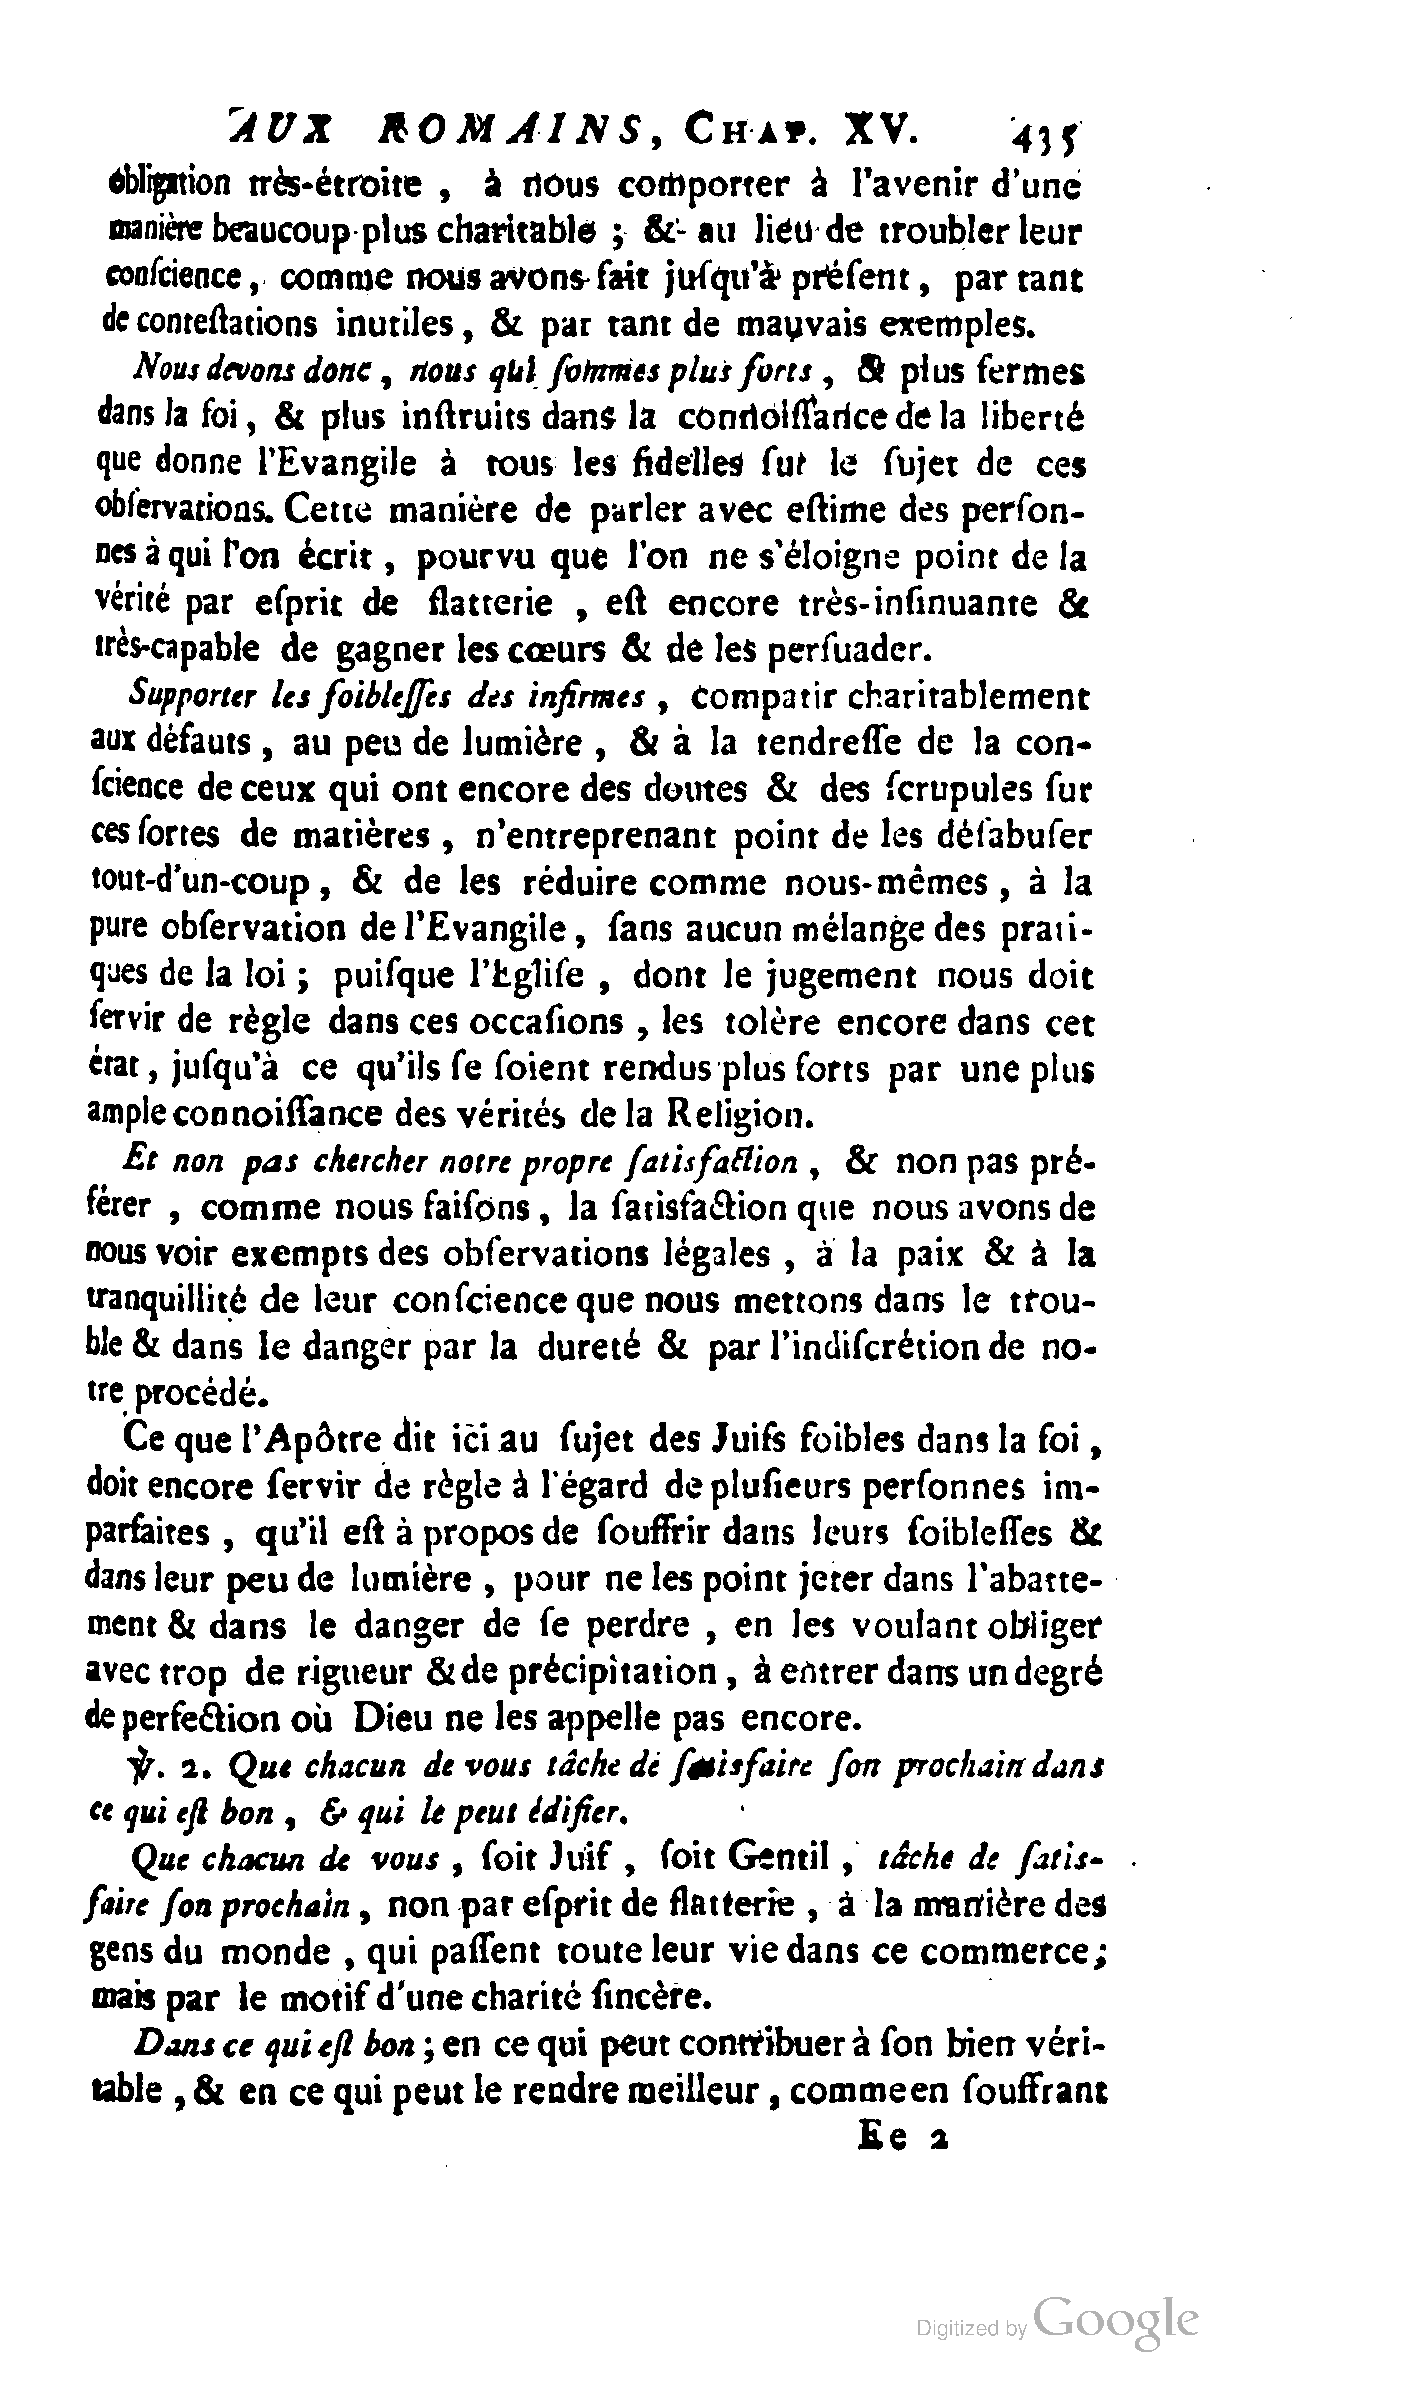 AUX ROMAINS, CHAP. XV. 435
obligation très-étroite , à nous comporter à l'avenir d'une
manière beaucoup plus charitable ; & au lieu de troubler leur
conſcience, comme nous avons fait juſqu'à préſent, par tant
de conteſtations inutiles, & par tant de mauvais exemples.
Nous devons donc, nous qui ſommes plus forts, & plus fermes
dans la foi, & plus inſtruits dans la connoiſſance de la liberté
que donne l'Evangile à tous les fidelles ſur le ſujet de ces
obſervations. Cette manière de parler avec eſtime des perſon-
nes à qui l'on écrit, pourvu que l'on ne s'éloigne point de la
vérité par eſprit de flatterie , eſt encore très-inſinuante &
très-capable de gagner les cœurs & de les perſuader.
Supporter les foibleſſes des infirmes , compatir charitablement
aux défauts, au peu de lumière , & à la tendreſſe de la con-
ſcience de ceux qui ont encore des doutes & des ſcrupules ſur
ces ſortes de matières , n'entreprenant point de les déſabuſer
tout-d'un-coup, & de les réduire comme nous-mêmes , à la
pure obſervation de l'Evangile, ſans aucun mélange des prati-
ques de la loi ; puiſque l'Egliſe , dont le jugement nous doit
ſervir de règle dans ces occaſions , les tolère encore dans cet
état, juſqu'à ce qu'ils ſe ſoient rendus plus forts par une plus
ample connoiſſance des vérités de la Religion.
Et non pas chercher notre propre ſatisfaction , & non pas pré-
férer , comme nous faiſons, la ſatisfaction que nous avons de
nous voir exempts des obſervations légales , à la paix & à la
tranquillité de leur conſcience que nous mettons dans le trou-
ble & dans le danger par la dureté & par l'indiſcrétion de no-
tre procédé.
Ce que l'Apôtre dit ici au ſujet des Juifs foibles dans la foi ,
doit encore ſervir de règle à l'égard de pluſieurs perſonnes im-
parfaites , qu'il eſt à propos de ſouffrir dans leurs foibleſſes &
dans leur peu de lumière , pour ne les point jeter dans l'abatte-
ment & dans le danger de ſe perdre , en les voulant obliger
avec trop de rigueur & de précipitation, à entrer dans un degré
de perfection où Dieu ne les appelle pas encore.
℣. 2. Que chacun de vous tâche de ſatisfaire ſon prochain dans
ce qui eſt bon , & qui le peut édifier.
Que chacun de vous , ſoit Juif , ſoit Gentil , tâche de ſatis-
faire ſon prochain, non par eſprit de flatterie , à la manière des
gens du monde , qui paſſent toute leur vie dans ce commerce;
mais par le motif d'une charité ſincère.
Dans ce qui eſt bon ; en ce qui peut contribuer à ſon bien véri-
table , & en ce qui peut le rendre meilleur , comme en ſouffrant
Ee 2
Digitized by Google